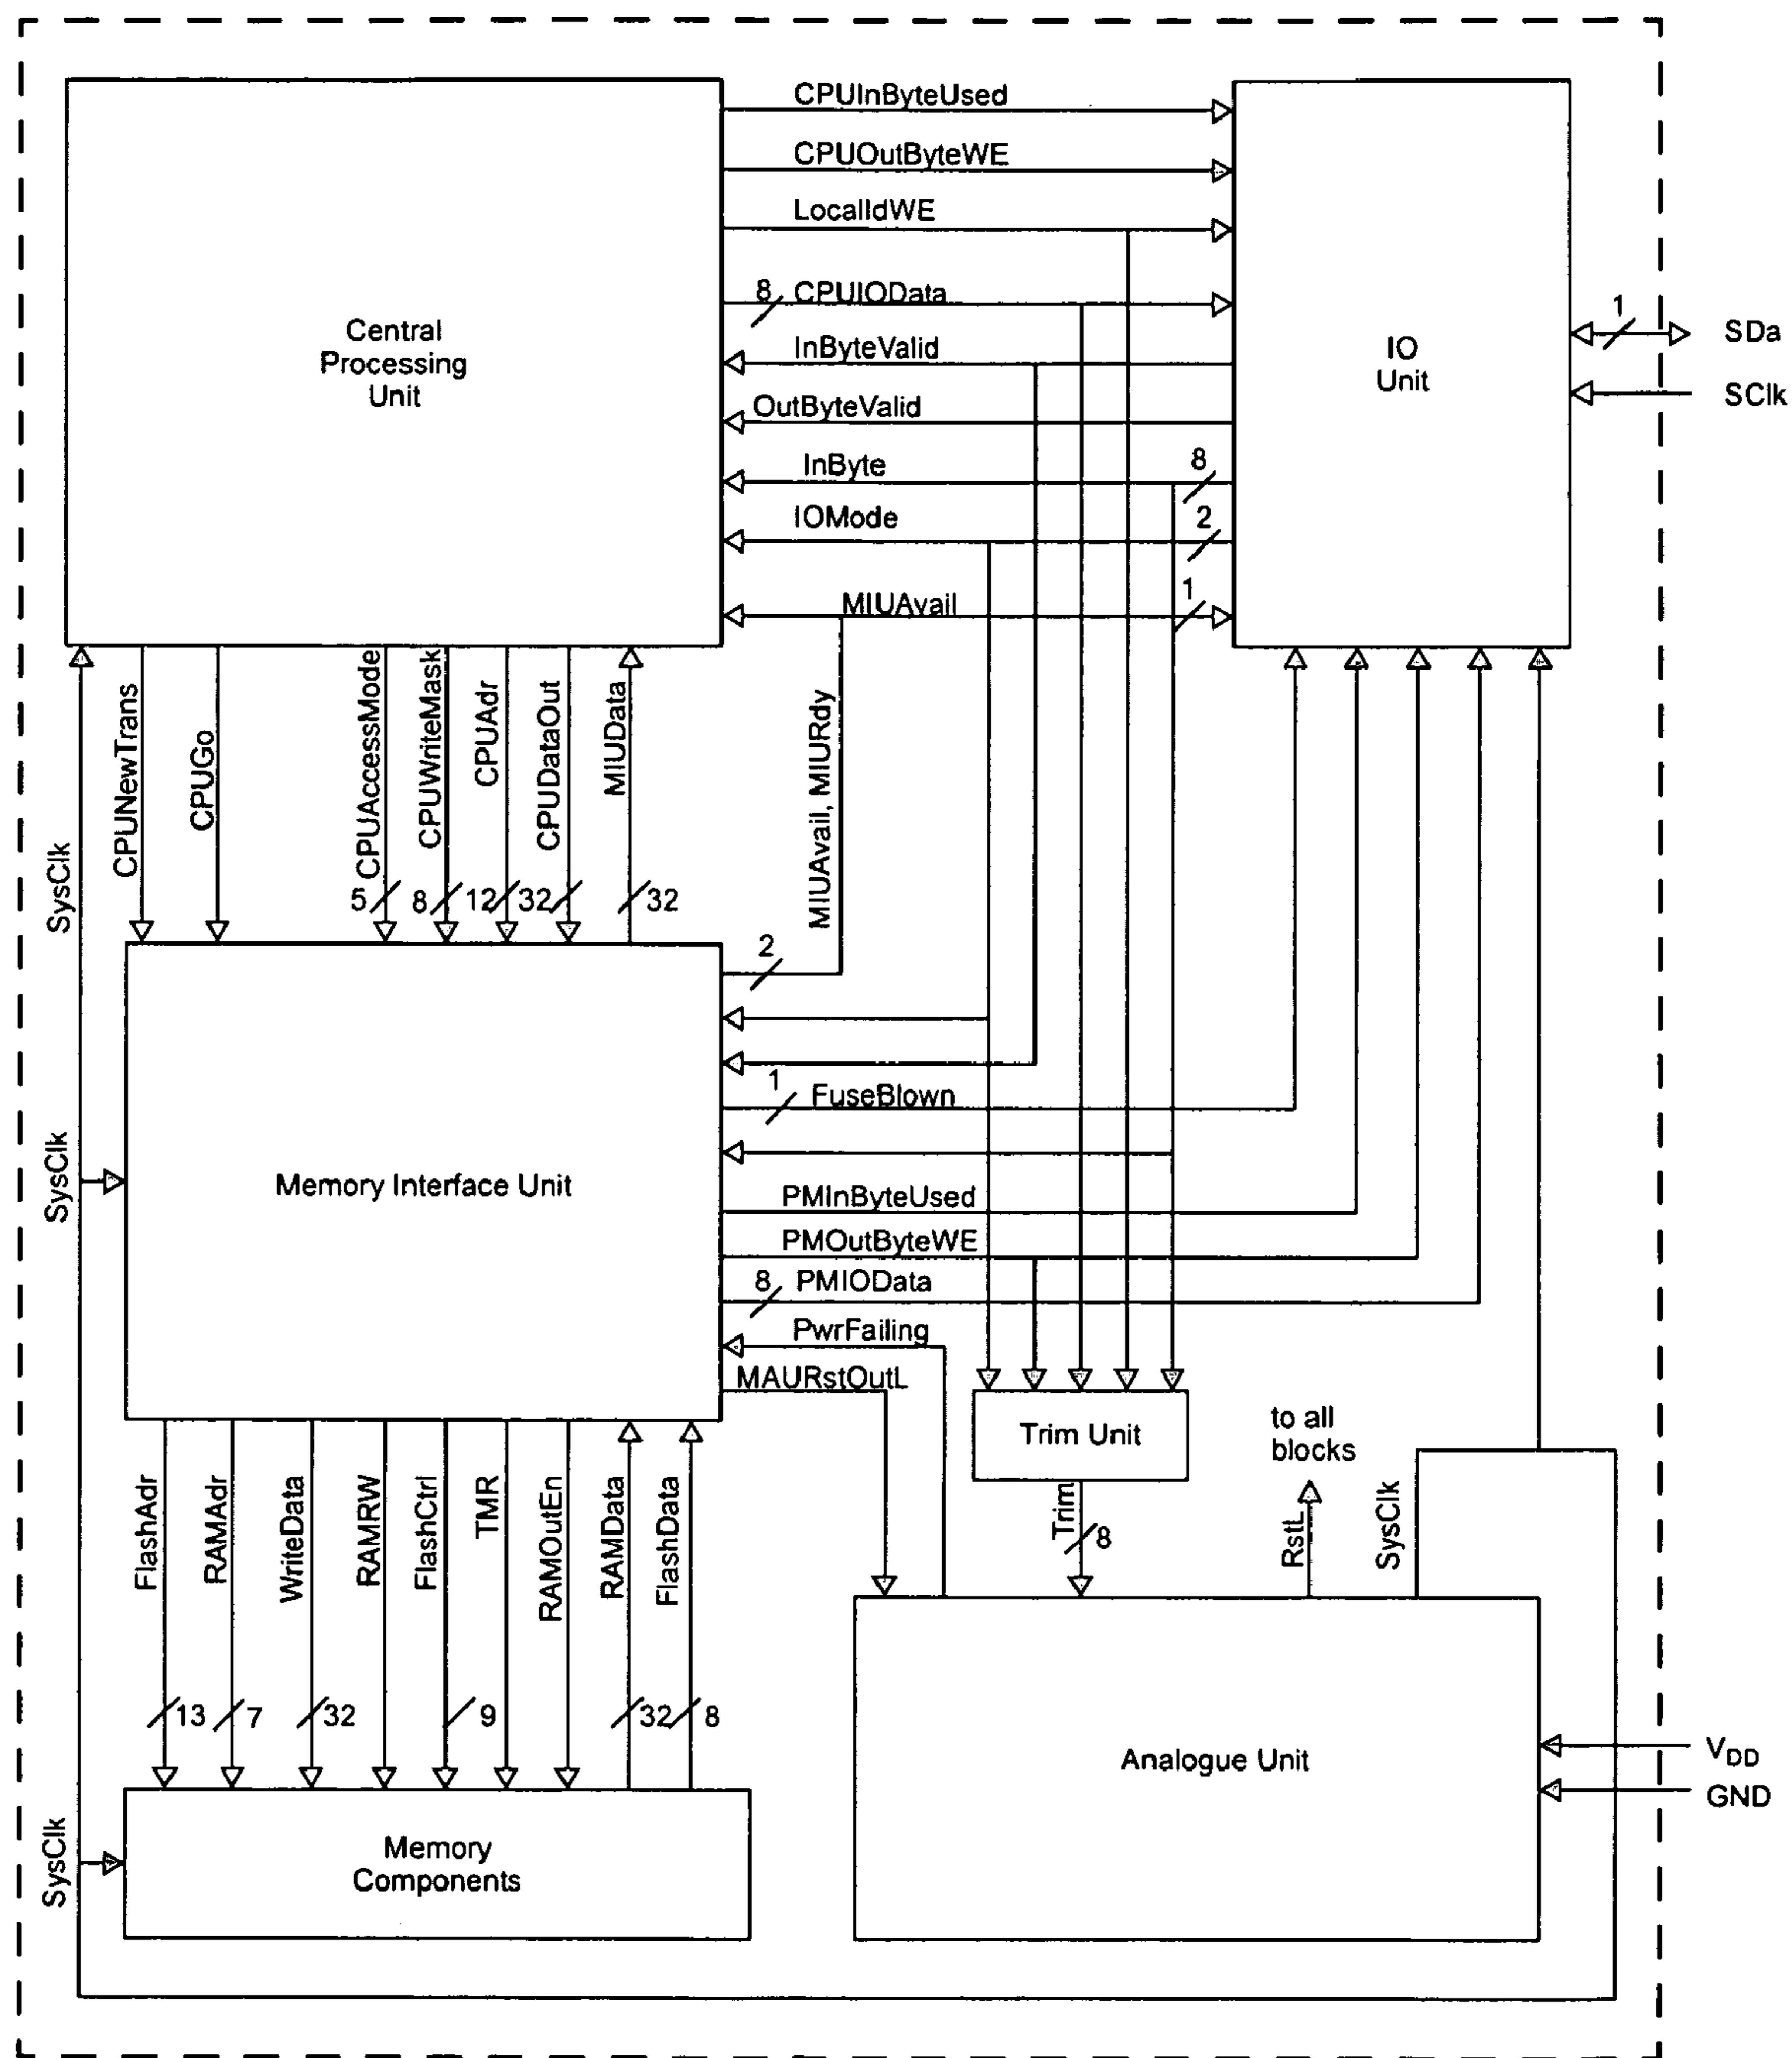 CPUInByteUsed
CPUOutByteWE
LocalIdWE
8 CPUIOData
InByteValid
OutByteValid
InByte 8
IOMode 2
MIUAvail 1
Central
Processing
Unit
IO
Unit
1 SDa
SClk
SysClk
CPUNewTrans
CPUGo
CPUAccessMode
5
CPUWriteMask
8
CPUAdr
12
CPUDataOut
32
MIUData
32
MIUAvail, MIURdy
2
1 FuseBlown
SysClk
Memory Interface Unit
PMInByteUsed
PMOutByteWE
8 PMIOData
PwrFailing
MAURstOutL
Trim Unit
to all
blocks
FlashAdr
13
RAMAdr
7
WriteData
32
RAMRW
FlashCtrl
9
TMR
RAMOutEn
RAMData
32
FlashData
8
Trim
8
RstL
SysClk
Analogue Unit
VDD
GND
SysClk
Memory
Components